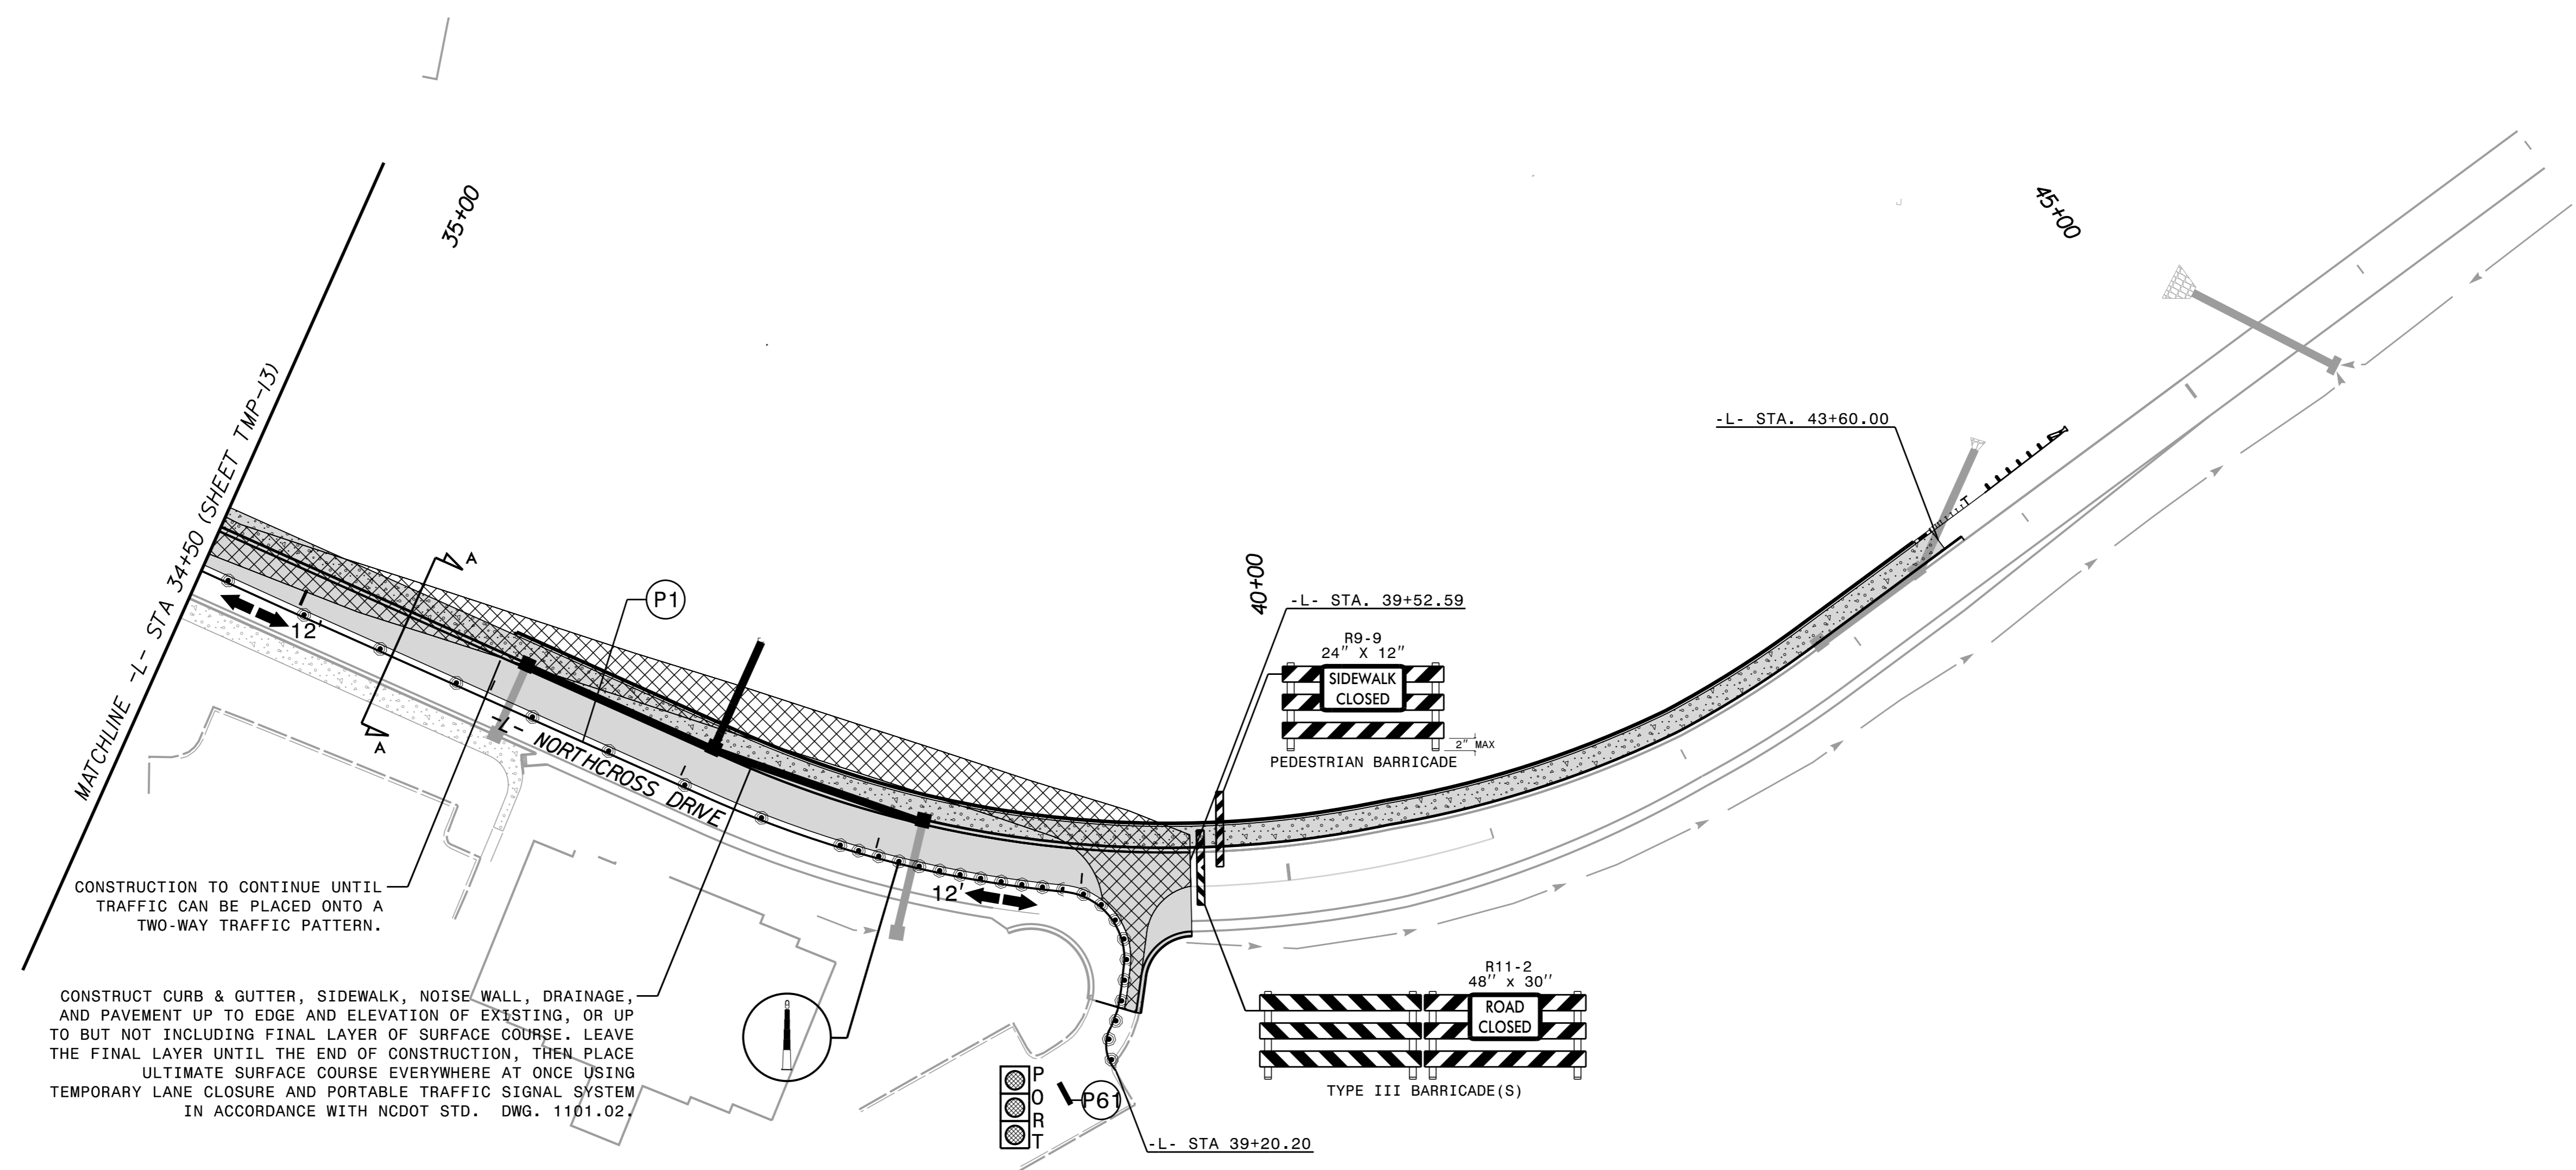 MATCHLINE -L- STA 34+50 (SHEET TMP-13)
35+00
45+00
-L- STA. 43+60.00
A
A
P1
12'
-L- NORTHCROSS DRIVE
40+00
-L- STA. 39+52.59
R9-9
24" X 12"
SIDEWALK
CLOSED
2" MAX
PEDESTRIAN BARRICADE
T
12'
CONSTRUCTION TO CONTINUE UNTIL
TRAFFIC CAN BE PLACED ONTO A
TWO-WAY TRAFFIC PATTERN.
CONSTRUCT CURB & GUTTER, SIDEWALK, NOISE WALL, DRAINAGE,
AND PAVEMENT UP TO EDGE AND ELEVATION OF EXISTING, OR UP
TO BUT NOT INCLUDING FINAL LAYER OF SURFACE COURSE. LEAVE
THE FINAL LAYER UNTIL THE END OF CONSTRUCTION, THEN PLACE
ULTIMATE SURFACE COURSE EVERYWHERE AT ONCE USING
TEMPORARY LANE CLOSURE AND PORTABLE TRAFFIC SIGNAL SYSTEM
IN ACCORDANCE WITH NCDOT STD. DWG. 1101.02.
R11-2
48" x 30"
ROAD
CLOSED
TYPE III BARRICADE(S)
P
O
R
T
P61
-L- STA 39+20.20